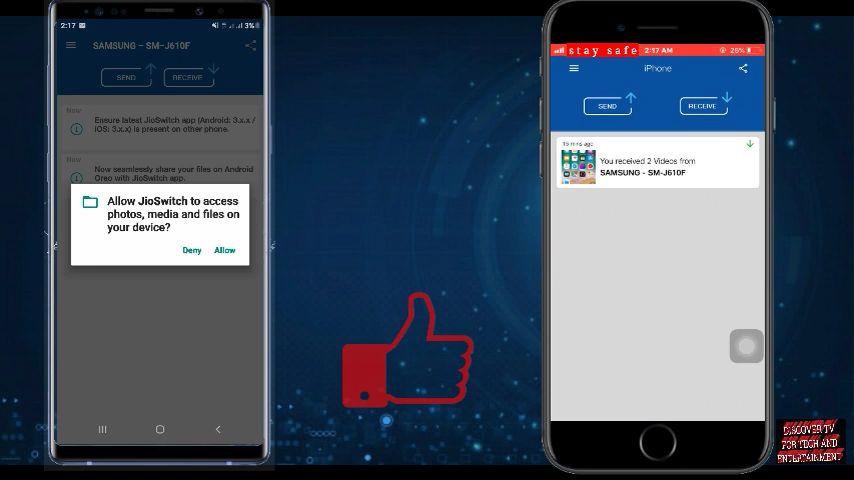 2:17
3%
SAMSUNG - SM-J610F
SEND
RECEIVE
Now
Ensure latest JioSwitch app (Android: 3.x.x /
IOS: 3.x.x) is present on other phone.
Now
Now seamlessly share your files on Android
Oreo with JioSwitch app.
Allow JioSwitch to access
photos, media and files on
your device?
Deny
Allow
stay safe
2:17 AM
26%
iPhone
SEND
RECEIVE
15 mins ago
You received 2 Videos from
SAMSUNG - SM-J610F
DISCOVER TV
FOR TECH AND
ENTERTAINMENT